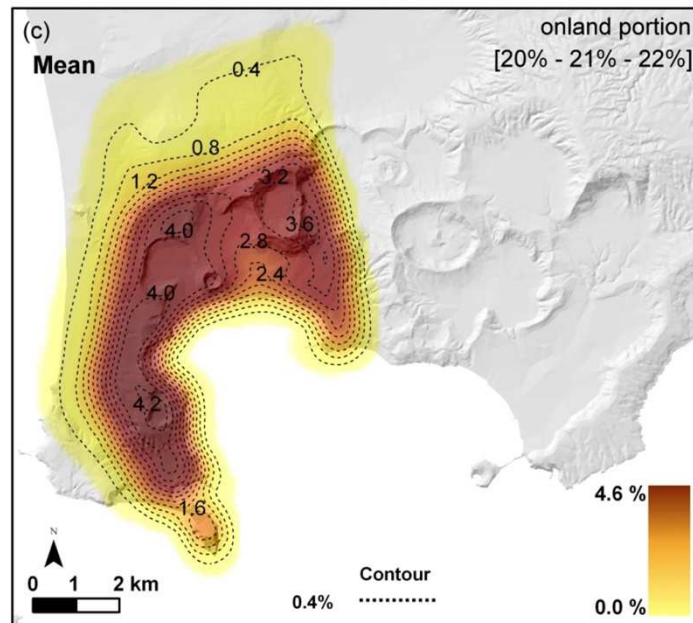 (c)
onland portion
Mean
[20% - 21% - 22%]
0.4
0.8
1.2
3.2
4.0
3.6
2.8
2.4
4.0
4.2
1.6
4.6 %
N
0 1 2 km
Contour
0.4%
0.0 %